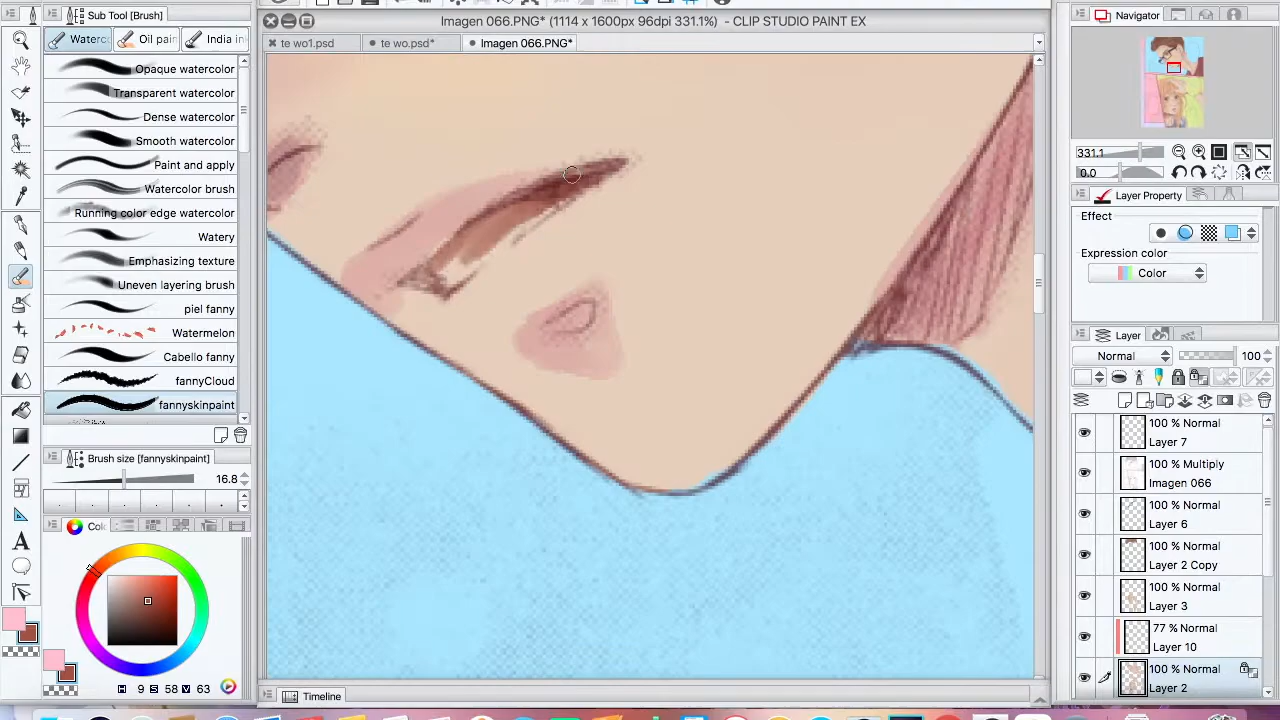 Sub Tool [Brush]
Waterc
Oil pain
India in
Opaque watercolor
Transparent watercolor
Dense watercolor
Smooth watercolor
Paint and apply
Watercolor brush
Running color edge watercolor
Watery
Emphasizing texture
Uneven layering brush
piel fanny
Watermelon
Cabello fanny
fannyCloud
fannyskinpaint
Brush size [fannyskinpaint]
16.8
Col
H 9 S 58 V 63
Imagen 066.PNG* (1114 x 1600px 96dpi 331.1%) - CLIP STUDIO PAINT EX
te wo1.psd
te wo.psd*
Imagen 066.PNG*
Timeline
Navigator
331.1
0.0
Layer Property
Effect
Expression color
Color
Layer
Normal
100
100 % Normal
Layer 7
100 % Multiply
Imagen 066
100 % Normal
Layer 6
100 % Normal
Layer 2 Copy
100 % Normal
Layer 3
77 % Normal
Layer 10
100 % Normal
Layer 2